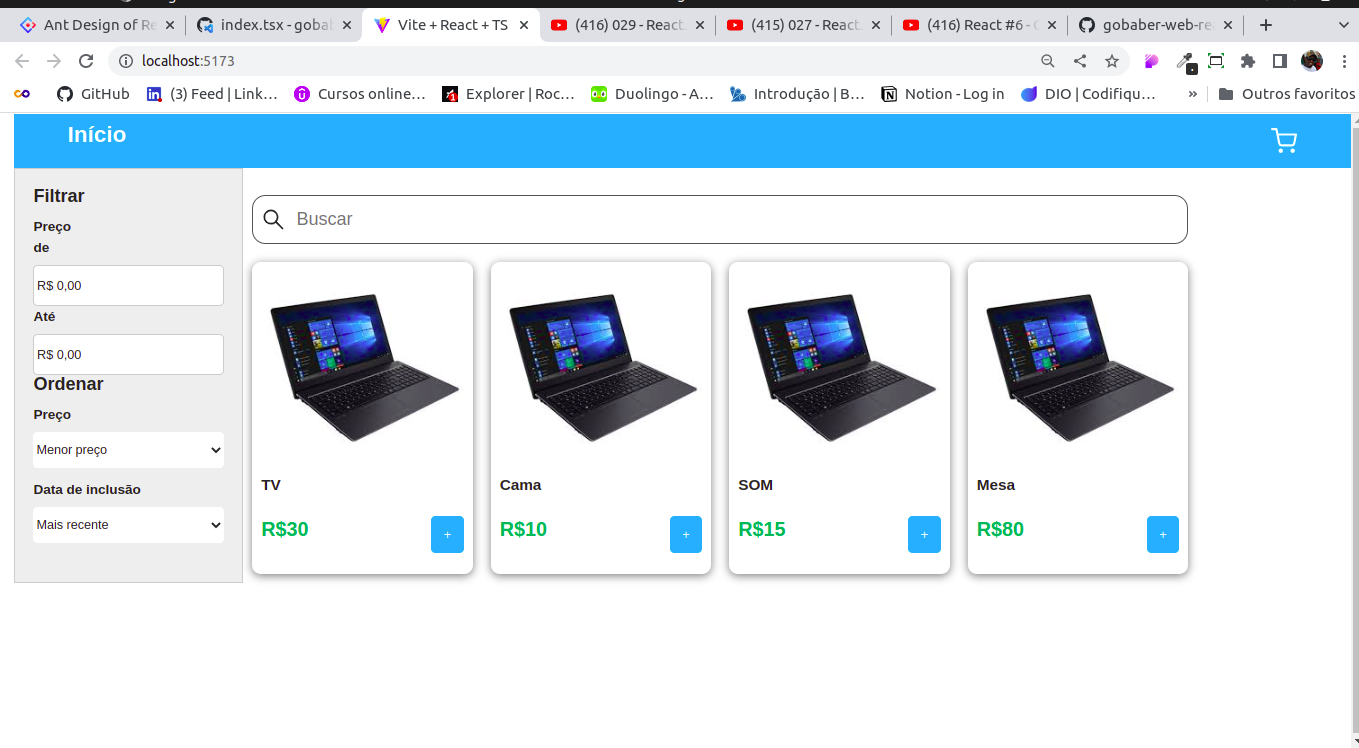 Ant Design of Re
index.tsx - gobab
Vite + React + TS
(416) 029 - React
(415) 027 - React
(416) React #6 -
gobaber-web-rea
localhost:5173
GitHub
(3) Feed | Link…
Cursos online…
Explorer | Roc…
Duolingo - A…
Introdução | B…
Notion - Log in
DIO | Codifiqu…
»
Outros favoritos
Início
Filtrar
Preço
de
R$ 0,00
Até
R$ 0,00
Ordenar
Preço
Menor preço
Data de inclusão
Mais recente
Buscar
TV
R$30
+
Cama
R$10
+
SOM
R$15
+
Mesa
R$80
+